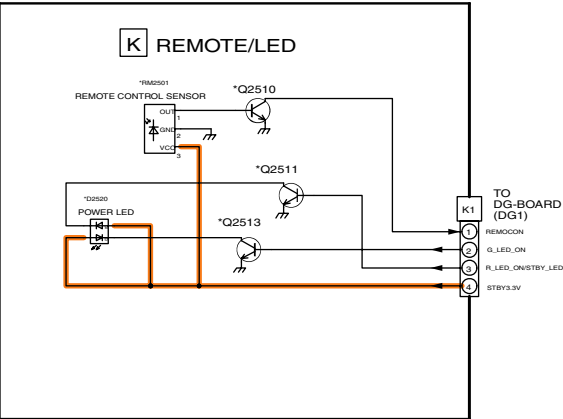 K REMOTE/LED
*RM2501
REMOTE CONTROL SENSOR
OUT
1
GND
2
VCC
3
*Q2510
*Q2511
*D2520
POWER LED
*Q2513
TO
DG-BOARD
(DG1)
K1
1 REMOCON
2 G_LED_ON
3 R_LED_ON/STBY_LED
4 STBY3.3V